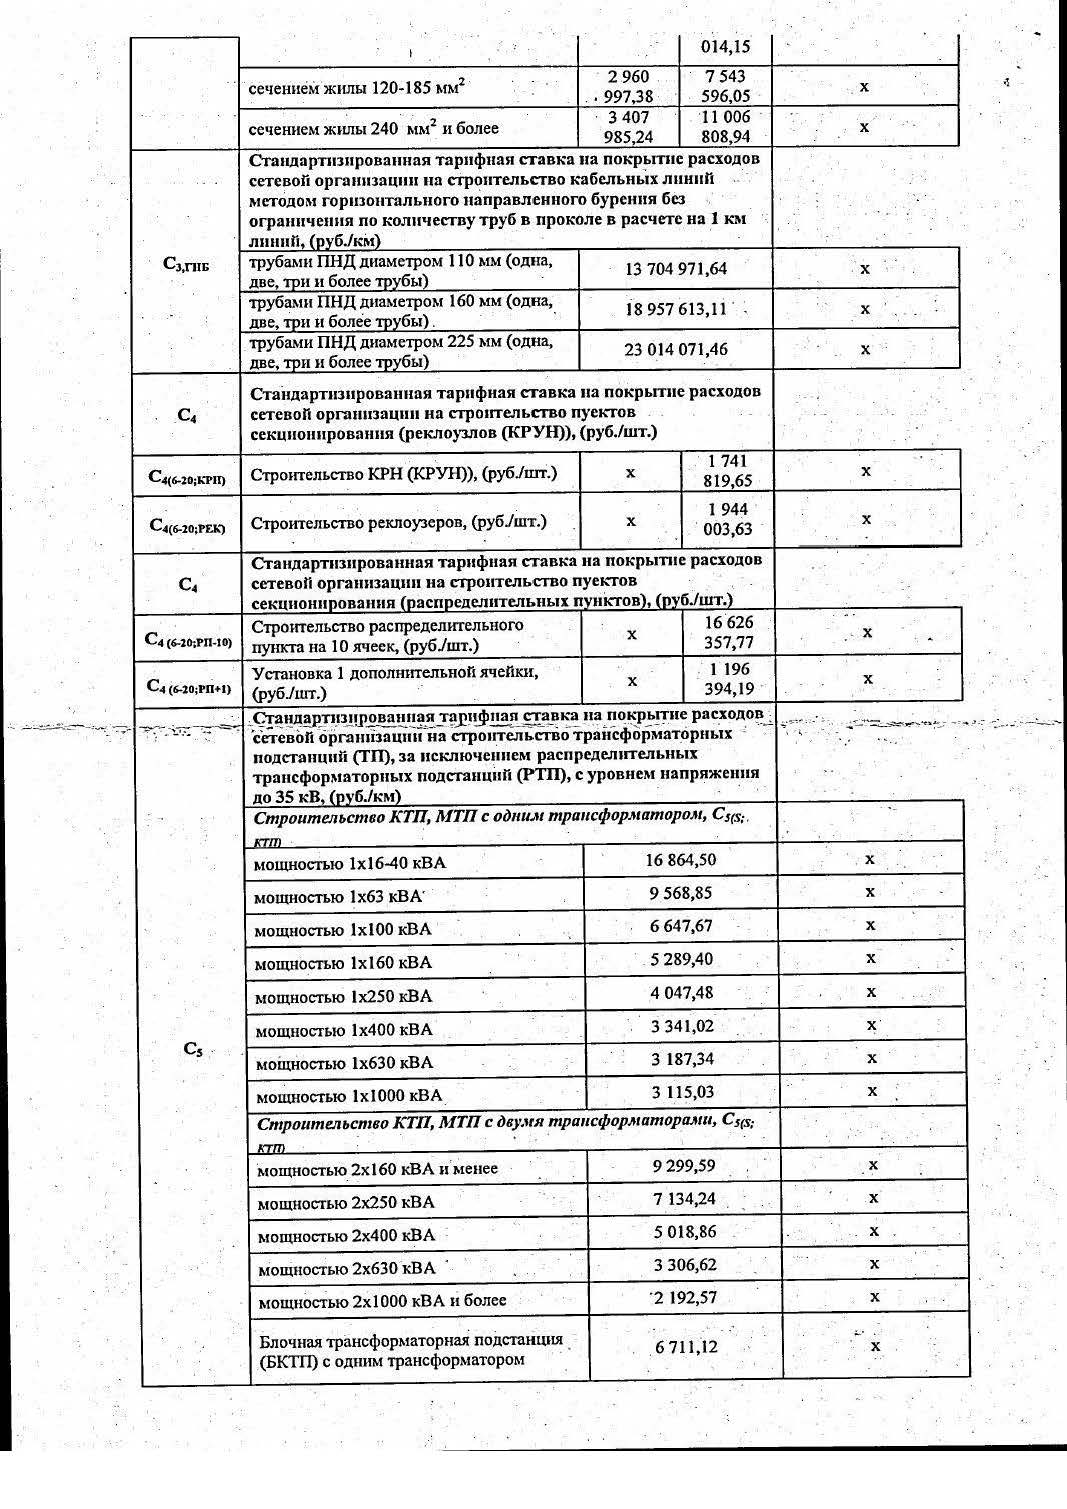 014,15
сечением жилы 120-185 мм² 2 960 997,38 7 543 596,05 х
сечением жилы 240 мм² и более 3 407 985,24 11 006 808,94 х
Стандартизированная тарифная ставка на покрытие расходов
сетевой организации на строительство кабельных линий
методом горизонтального направленного бурения без
ограничения по количеству труб в проколе в расчете на 1 км
линий, (руб./км)
С3,ГНБ
трубами ПНД диаметром 110 мм (одна,
две, три и более трубы) 13 704 971,64 х
трубами ПНД диаметром 160 мм (одна,
две, три и более трубы) 18 957 613,11 х
трубами ПНД диаметром 225 мм (одна,
две, три и более трубы) 23 014 071,46 х
С4
Стандартизированная тарифная ставка на покрытие расходов
сетевой организации на строительство пуектов
секционирования (реклоузлов (КРУН)), (руб./шт.)
С4(6-20;КРП) Строительство КРН (КРУН)), (руб./шт.) х 1 741 819,65 х
С4(6-20;РЕК) Строительство реклоузеров, (руб./шт.) х 1 944 003,63 х
С4
Стандартизированная тарифная ставка на покрытие расходов
сетевой организации на строительство пуектов
секционирования (распределительных пунктов), (руб./шт.)
С4 (6-20;РП-10) Строительство распределительного
пункта на 10 ячеек, (руб./шт.) х 16 626 357,77 х
С4 (6-20;РП+1) Установка 1 дополнительной ячейки,
(руб./шт.) х 1 196 394,19 х
Стандартизированная тарифная ставка на покрытие расходов
сетевой организации на строительство трансформаторных
подстанций (ТП), за исключением распределительных
трансформаторных подстанций (РТП), с уровнем напряжения
до 35 кВ, (руб./км)
С5
Строительство КТП, МТП с одним трансформатором, С5(S;
КТП)
мощностью 1х16-40 кВА 16 864,50 х
мощностью 1х63 кВА 9 568,85 х
мощностью 1х100 кВА 6 647,67 х
мощностью 1х160 кВА 5 289,40 х
мощностью 1х250 кВА 4 047,48 х
мощностью 1х400 кВА 3 341,02 х
мощностью 1х630 кВА 3 187,34 х
мощностью 1х1000 кВА 3 115,03 х
Строительство КТП, МТП с двумя трансформаторами, С5(S;
КТП)
мощностью 2х160 кВА и менее 9 299,59 х
мощностью 2х250 кВА 7 134,24 х
мощностью 2х400 кВА 5 018,86 х
мощностью 2х630 кВА 3 306,62 х
мощностью 2х1000 кВА и более 2 192,57 х
Блочная трансформаторная подстанция
(БКТП) с одним трансформатором 6 711,12 х